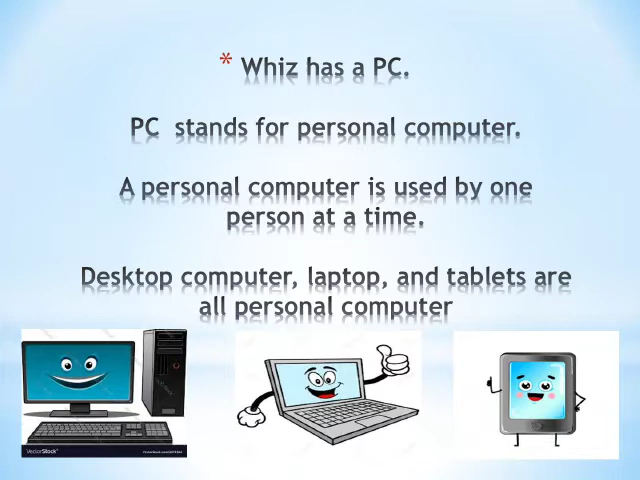 * Whiz has a PC.
PC stands for personal computer.
A personal computer is used by one
person at a time.
Desktop computer, laptop, and tablets are
all personal computer
VectorStock®